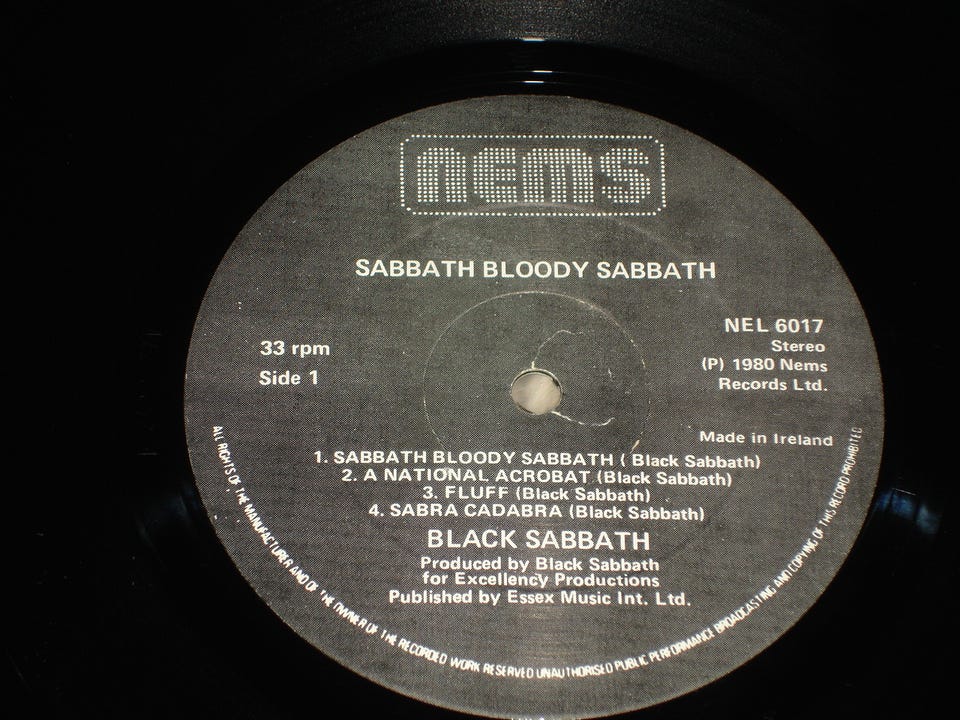 nems
SABBATH BLOODY SABBATH
NEL 6017
Stereo
(P) 1980 Nems
Records Ltd.
33 rpm
Side 1
Made in Ireland
1. SABBATH BLOODY SABBATH ( Black Sabbath)
2. A NATIONAL ACROBAT (Black Sabbath)
3. FLUFF (Black Sabbath)
4. SABRA CADABRA (Black Sabbath)
BLACK SABBATH
Produced by Black Sabbath
for Excellency Productions
Published by Essex Music Int. Ltd.
ALL RIGHTS OF THE MANUFACTURER AND OF THE OWNER OF THE RECORDED WORK RESERVED UNAUTHORISED PUBLIC PERFORMANCE BROADCASTING AND COPYING OF THIS RECORD PROHIBITED